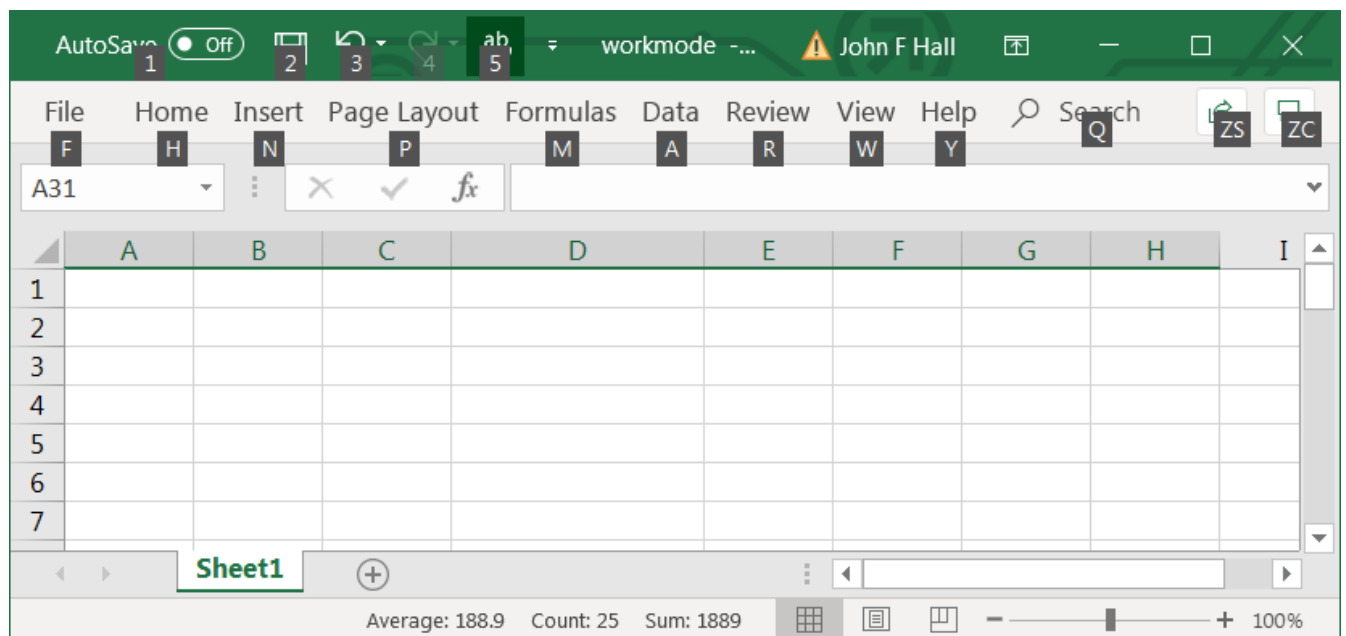 AutoSave Off ab workmode -... John F Hall
1 2 3 4 5
File Home Insert Page Layout Formulas Data Review View Help Search
F H N P M A R W Y Q ZS ZC
A31 fx
A B C D E F G H I
1
2
3
4
5
6
7
Sheet1
Average: 188.9 Count: 25 Sum: 1889 100%